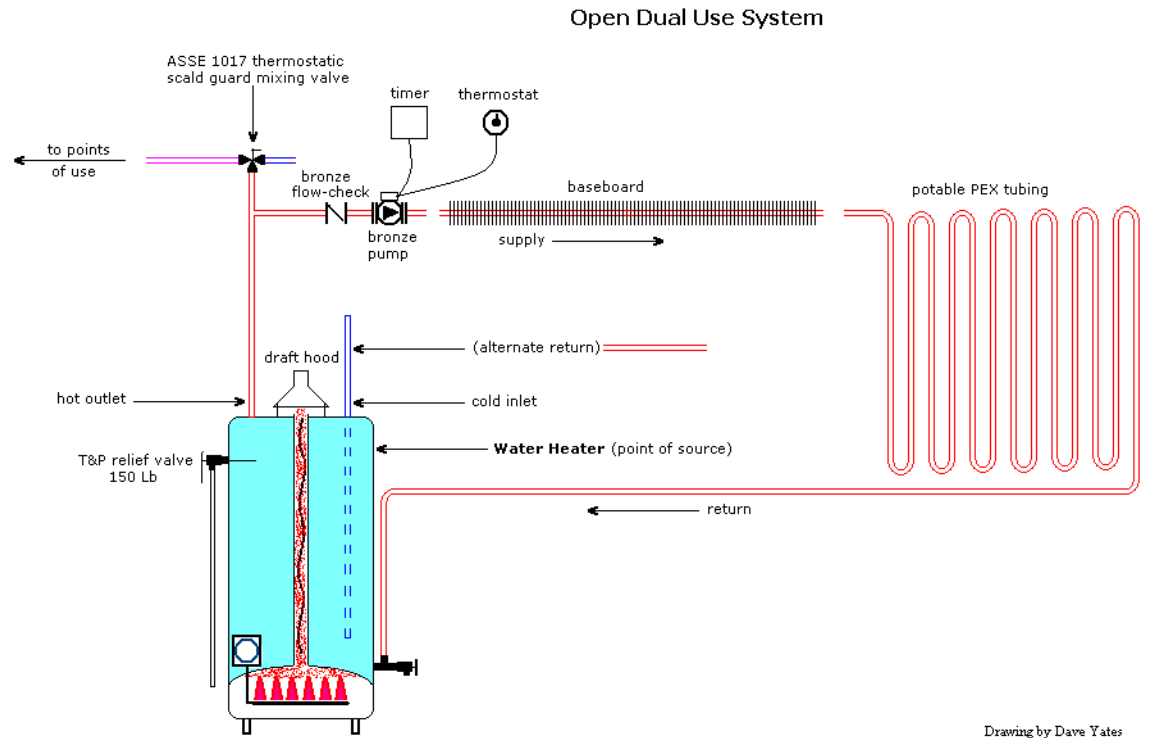 Open Dual Use System
ASSE 1017 thermostatic
scald guard mixing valve
timer
thermostat
to points
of use
bronze
flow-check
bronze
pump
baseboard
supply
potable PEX tubing
draft hood
(alternate return)
hot outlet
cold inlet
Water Heater (point of source)
T&P relief valve
150 Lb
return
Drawing by Dave Yates